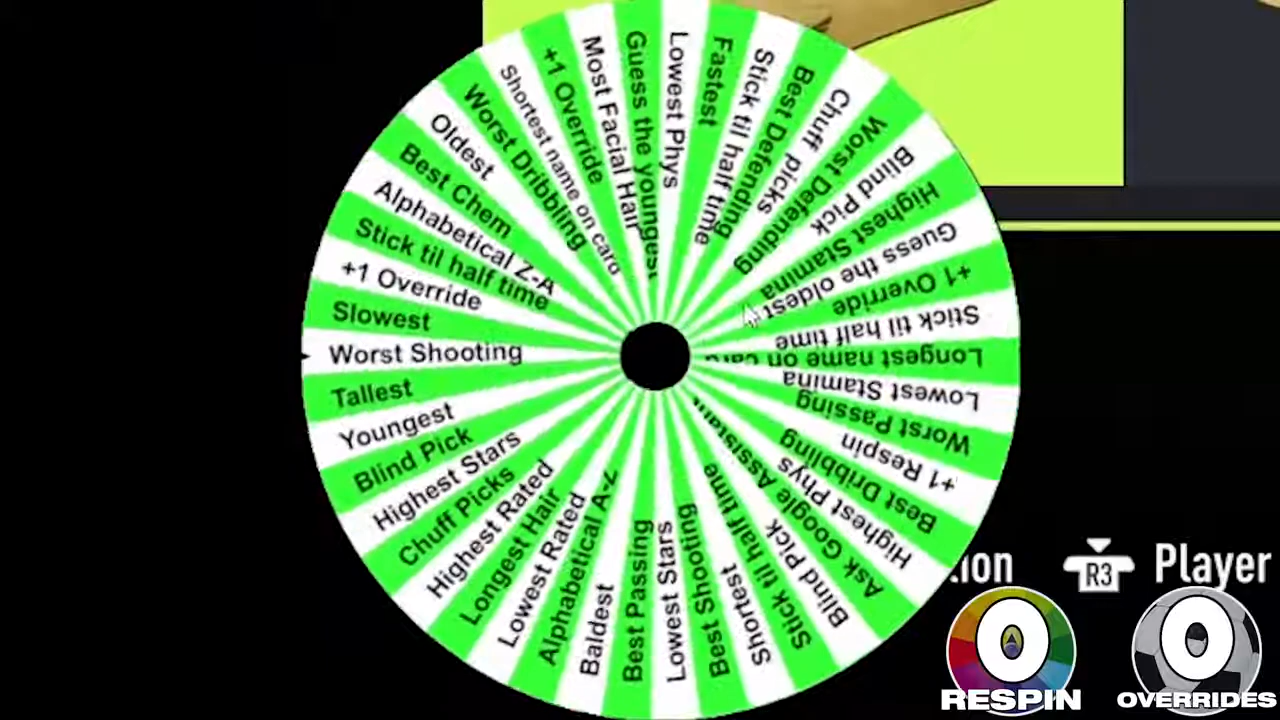 Lowest Phys
Fastest
Stick til half time
Best Defending
Chuff picks
Worst Defending
Blind Pick
Highest Stamina
Guess the oldest
+1 Override
Stick til half time
Longest name on card
Lowest Stamina
Worst Passing
+1 Respin
Best Dribbling
Highest Phys
Ask Google Assistant
Blind Pick
Stick til half time
Shortest
Best Shooting
Lowest Stars
Best Passing
Baldest
Alphabetical A-Z
Lowest Rated
Longest Hair
Highest Rated
Chuff Picks
Highest Stars
Blind Pick
Youngest
Tallest
Worst Shooting
Slowest
+1 Override
Stick til half time
Alphabetical Z-A
Best Chem
Oldest
Worst Dribbling
Shortest name on card
+1 Override
Most Facial Hair
Guess the youngest
R3 Player
0
RESPIN
0
OVERRIDES